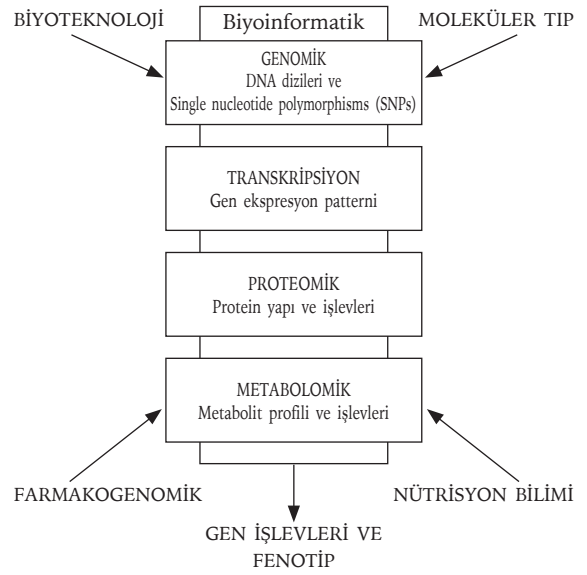 BİYOTEKNOLOJİ
Biyoinformatik
MOLEKÜLER TIP
GENOMİK
DNA dizileri ve
Single nucleotide polymorphisms (SNPs)
TRANSKRİPSİYON
Gen ekspresyon patterni
PROTEOMİK
Protein yapı ve işlevleri
METABOLOMİK
Metabolit profili ve işlevleri
FARMAKOGENOMİK
NÜTRİSYON BİLİMİ
GEN İŞLEVLERİ VE
FENOTİP